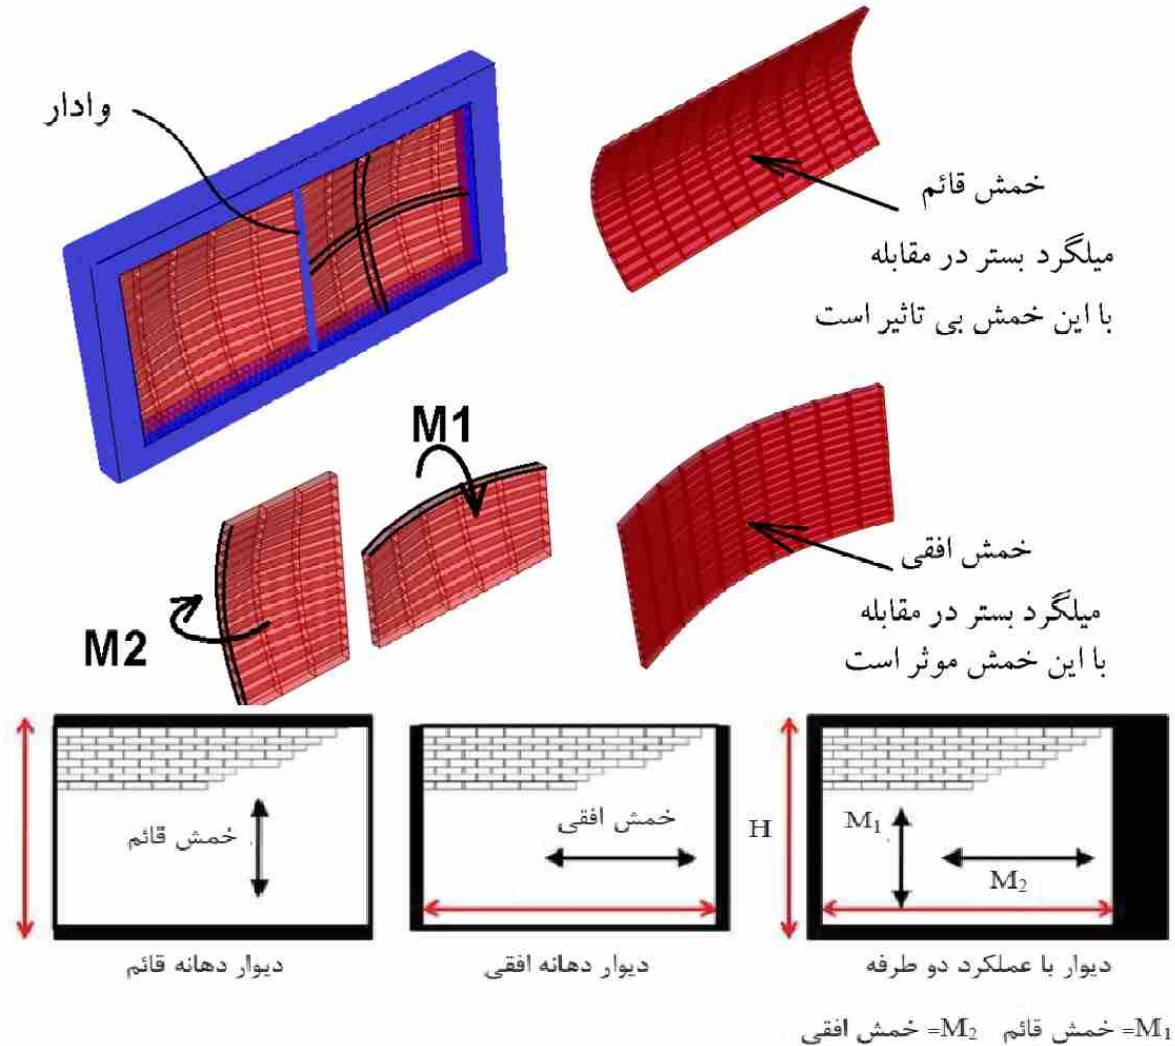 وادار
خمش قائم
میلگرد بستر در مقابله
با این خمش بی تاثیر است
M1
M2
خمش افقی
میلگرد بستر در مقابله
با این خمش موثر است
خمش قائم
دیوار دهانه قائم
خمش افقی
دیوار دهانه افقی
H
M₁
M₂
دیوار با عملکرد دو طرفه
M₁= خمش قائم M₂= خمش افقی